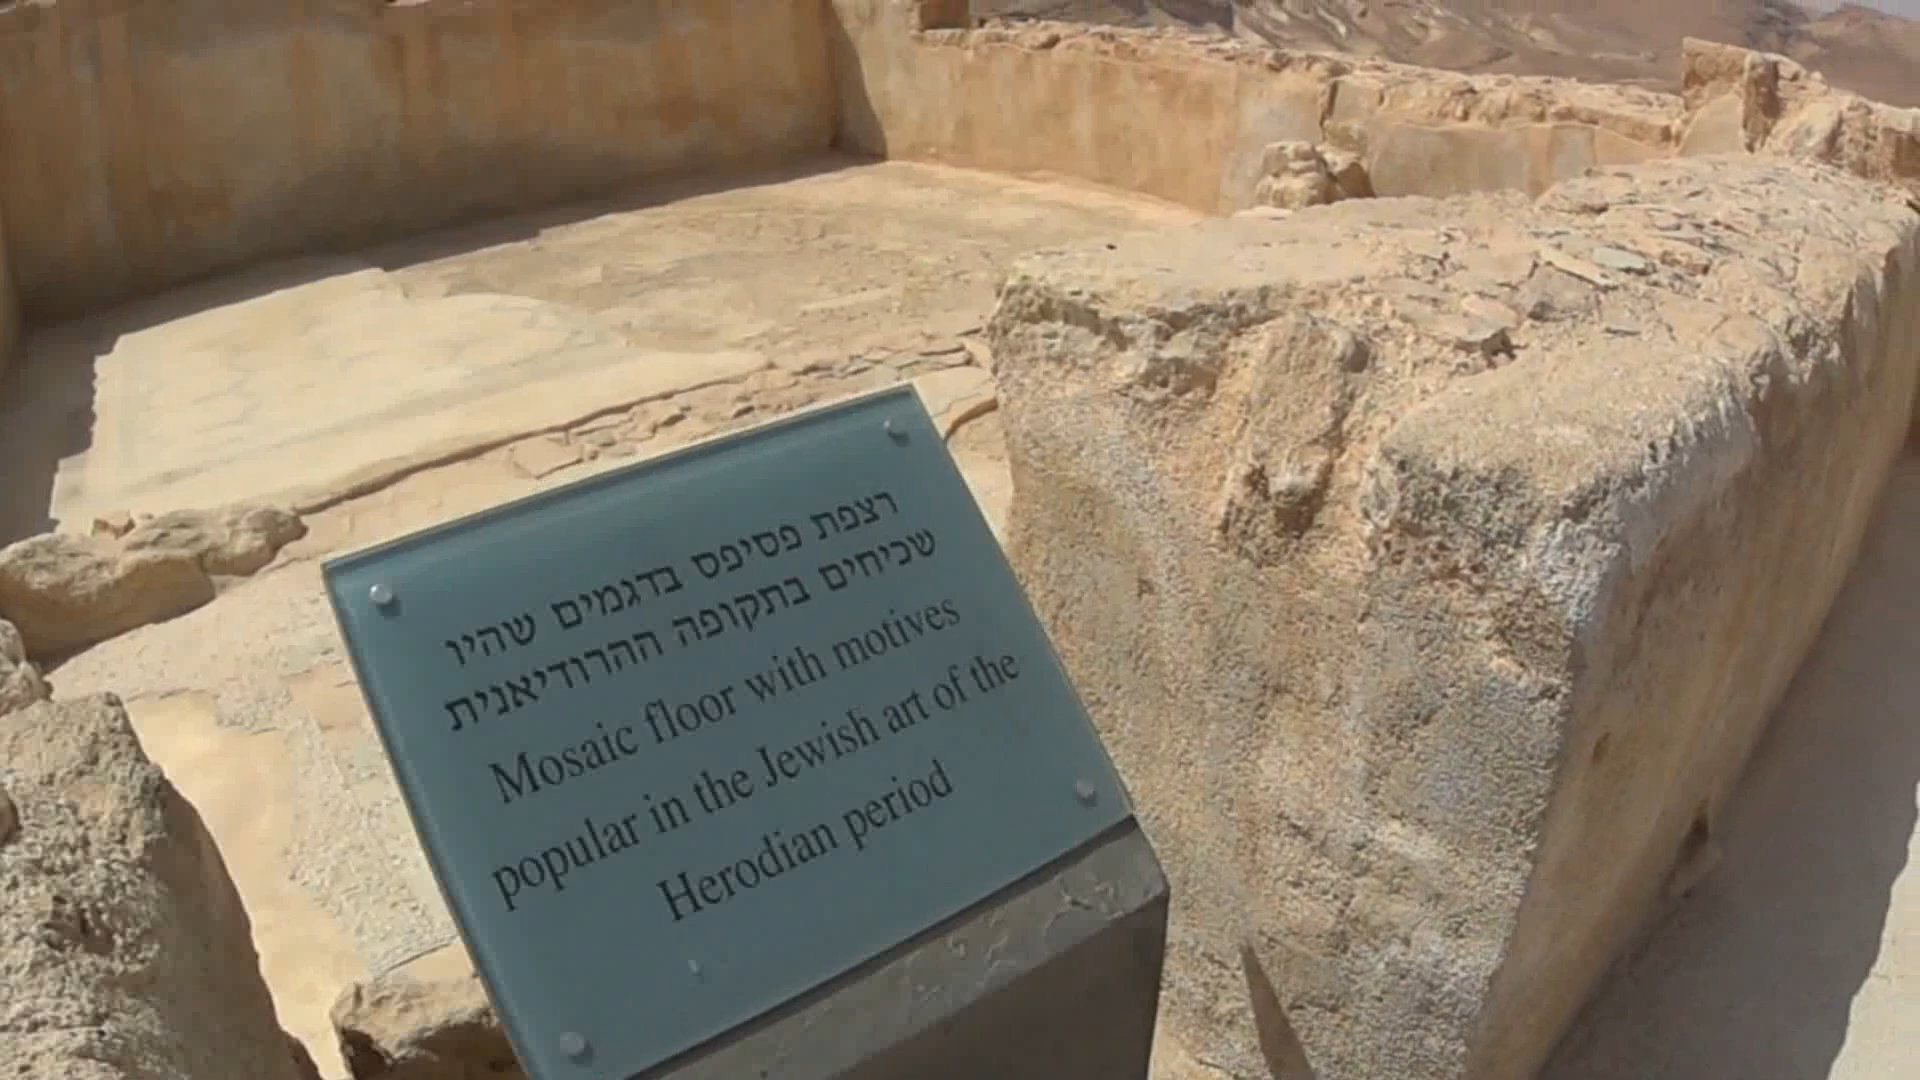 רצפת פסיפס בדגמים שהיו
שכיחים בתקופה ההרודיאנית
Mosaic floor with motives
popular in the Jewish art of the
Herodian period